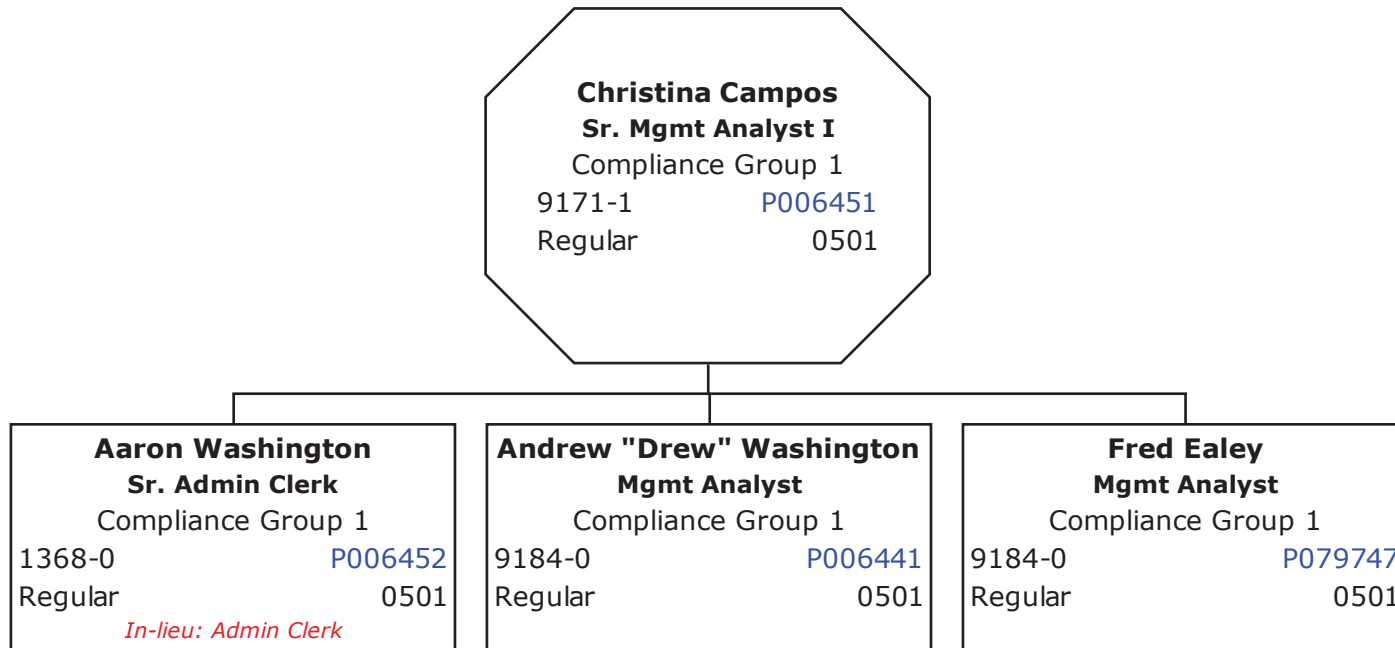 Christina Campos
Sr. Mgmt Analyst I
Compliance Group 1
9171-1 P006451
Regular 0501
Aaron Washington
Sr. Admin Clerk
Compliance Group 1
1368-0 P006452
Regular 0501
In-lieu: Admin Clerk
Andrew "Drew" Washington
Mgmt Analyst
Compliance Group 1
9184-0 P006441
Regular 0501
Fred Ealey
Mgmt Analyst
Compliance Group 1
9184-0 P079747
Regular 0501